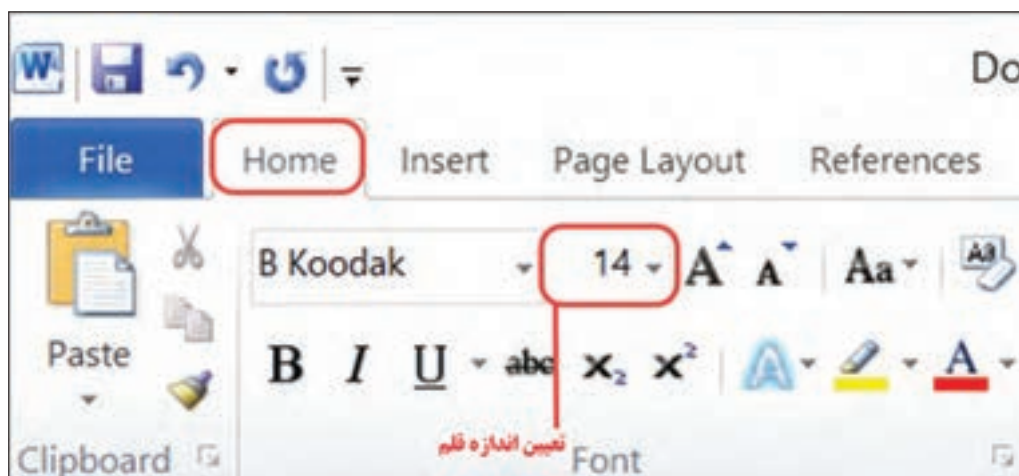 Do
File Home Insert Page Layout References
B Koodak 14 A A Aa
Paste B I U abc x₂ x² A A
تعیین اندازه قلم
Clipboard Font